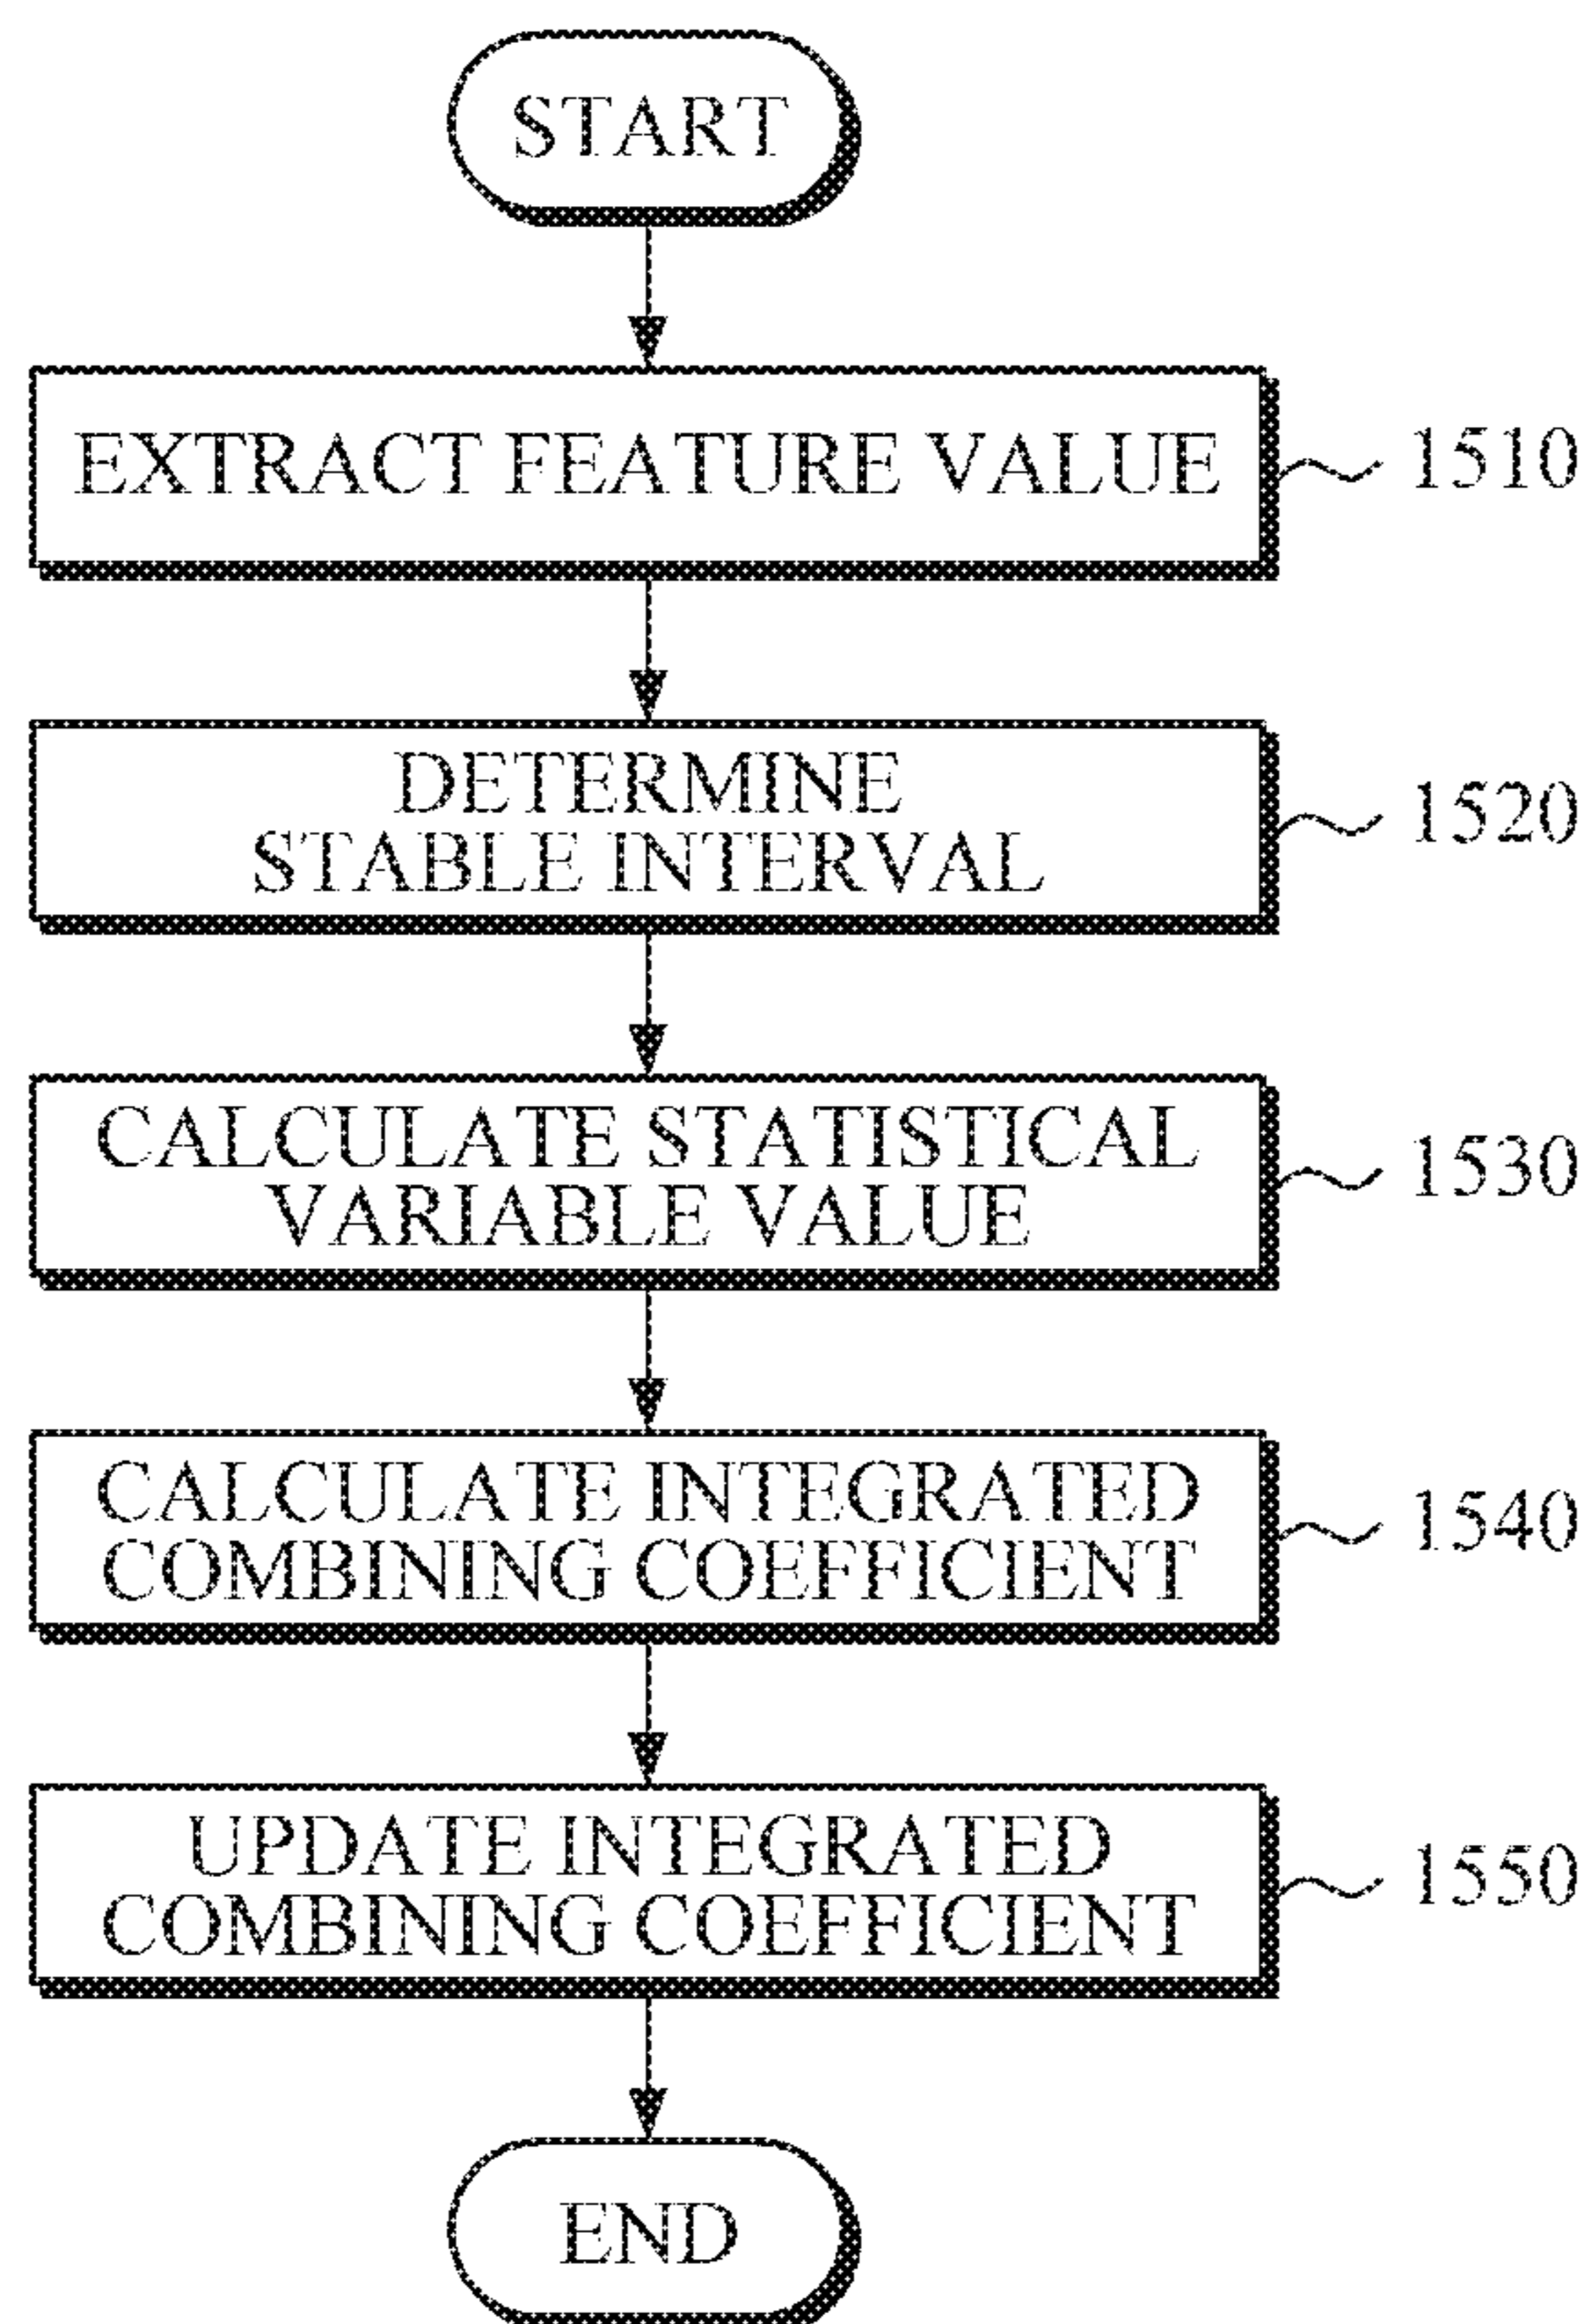 START
EXTRACT FEATURE VALUE
1510
DETERMINE
STABLE INTERVAL
1520
CALCULATE STATISTICAL
VARIABLE VALUE
1530
CALCULATE INTEGRATED
COMBINING COEFFICIENT
1540
UPDATE INTEGRATED
COMBINING COEFFICIENT
1550
END